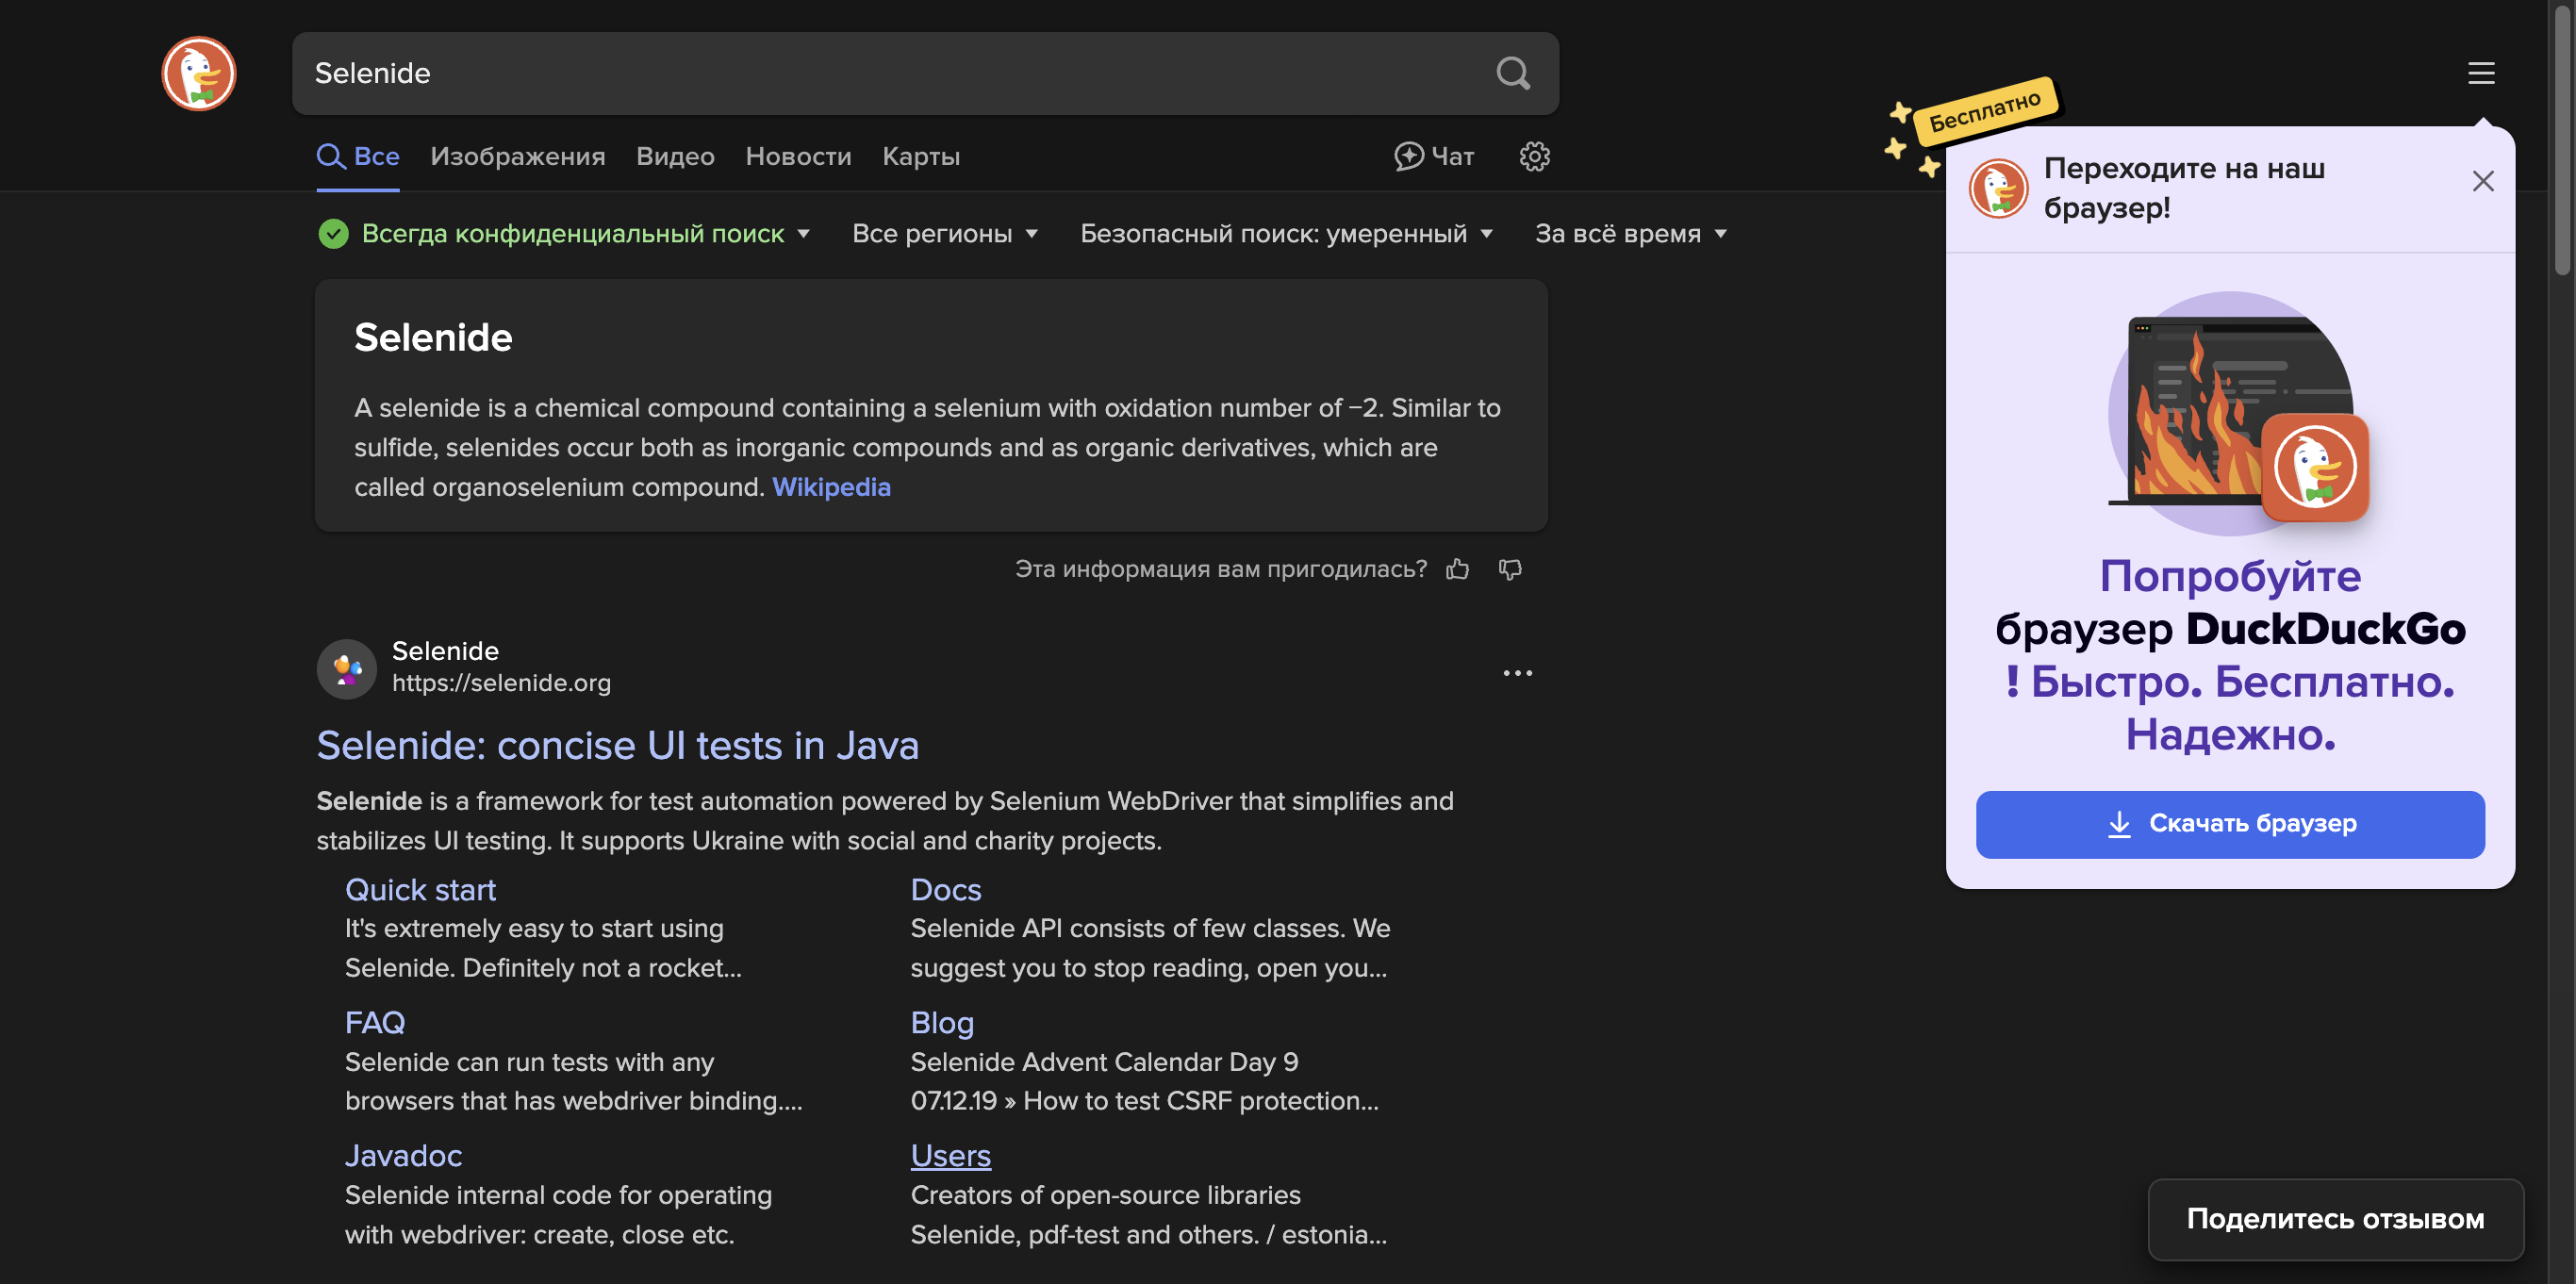 Selenide
Все Изображения Видео Новости Карты Чат
Всегда конфиденциальный поиск Все регионы Безопасный поиск: умеренный За всё время
Selenide
A selenide is a chemical compound containing a selenium with oxidation number of −2. Similar to
sulfide, selenides occur both as inorganic compounds and as organic derivatives, which are
called organoselenium compound. Wikipedia
Эта информация вам пригодилась?
Selenide
https://selenide.org
Selenide: concise UI tests in Java
Selenide is a framework for test automation powered by Selenium WebDriver that simplifies and
stabilizes UI testing. It supports Ukraine with social and charity projects.
Quick start
It's extremely easy to start using
Selenide. Definitely not a rocket...
Docs
Selenide API consists of few classes. We
suggest you to stop reading, open you...
FAQ
Selenide can run tests with any
browsers that has webdriver binding....
Blog
Selenide Advent Calendar Day 9
07.12.19 » How to test CSRF protection...
Javadoc
Selenide internal code for operating
with webdriver: create, close etc.
Users
Creators of open-source libraries
Selenide, pdf-test and others. / estonia...
Бесплатно
Переходите на наш
браузер!
Попробуйте
браузер DuckDuckGo
! Быстро. Бесплатно.
Надежно.
Скачать браузер
Поделитесь отзывом